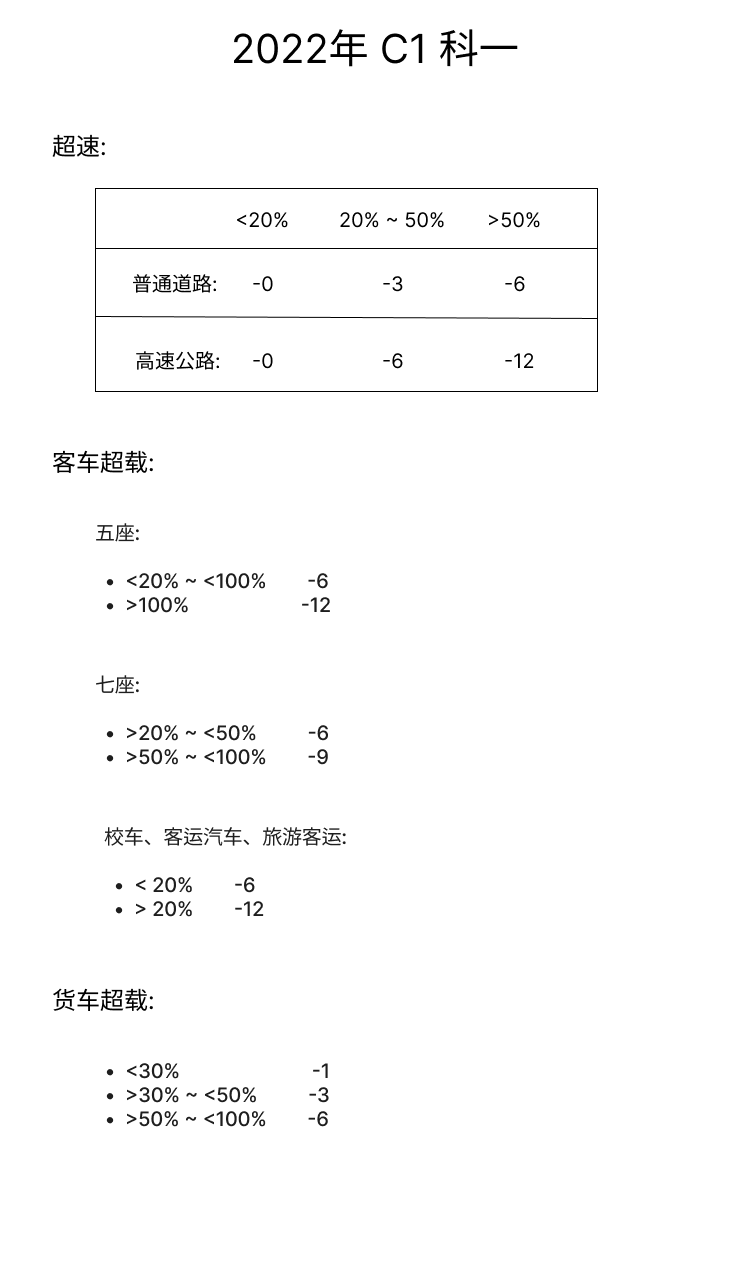 2022年 C1 科一
超速:
<20% 20% ~ 50% >50%
普通道路: -0 -3 -6
高速公路: -0 -6 -12
客车超载:
五座:
• <20% ~ <100% -6
• >100% -12
七座:
• >20% ~ <50% -6
• >50% ~ <100% -9
校车、客运汽车、旅游客运:
• < 20% -6
• > 20% -12
货车超载:
• <30% -1
• >30% ~ <50% -3
• >50% ~ <100% -6